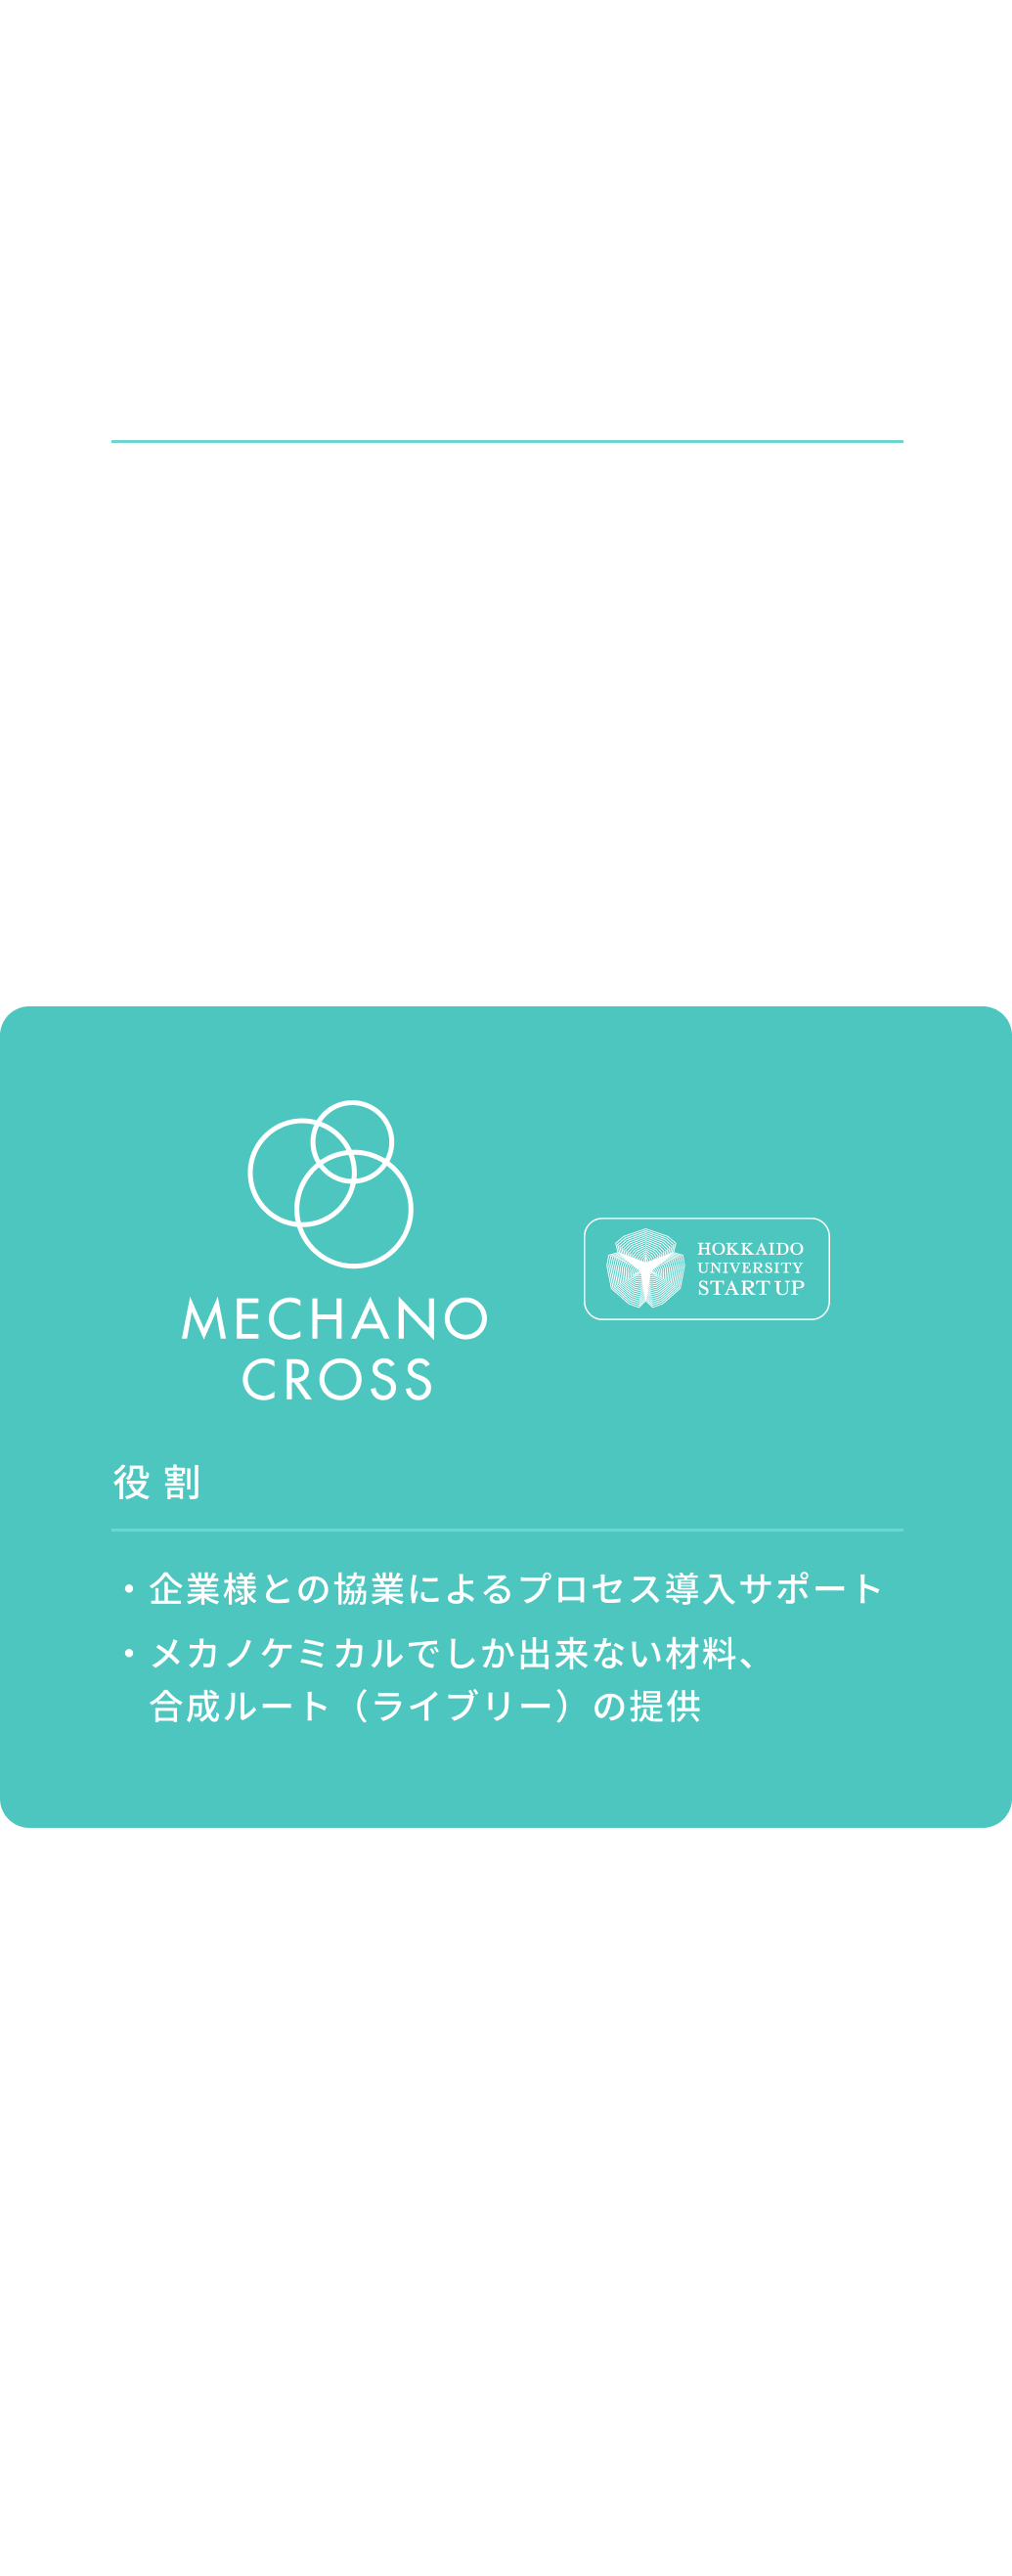 MECHANO
CROSS
HOKKAIDO
UNIVERSITY
START UP
役割
・企業様との協業によるプロセス導入サポート
・メカノケミカルでしか出来ない材料、
合成ルート（ライブラリー）の提供